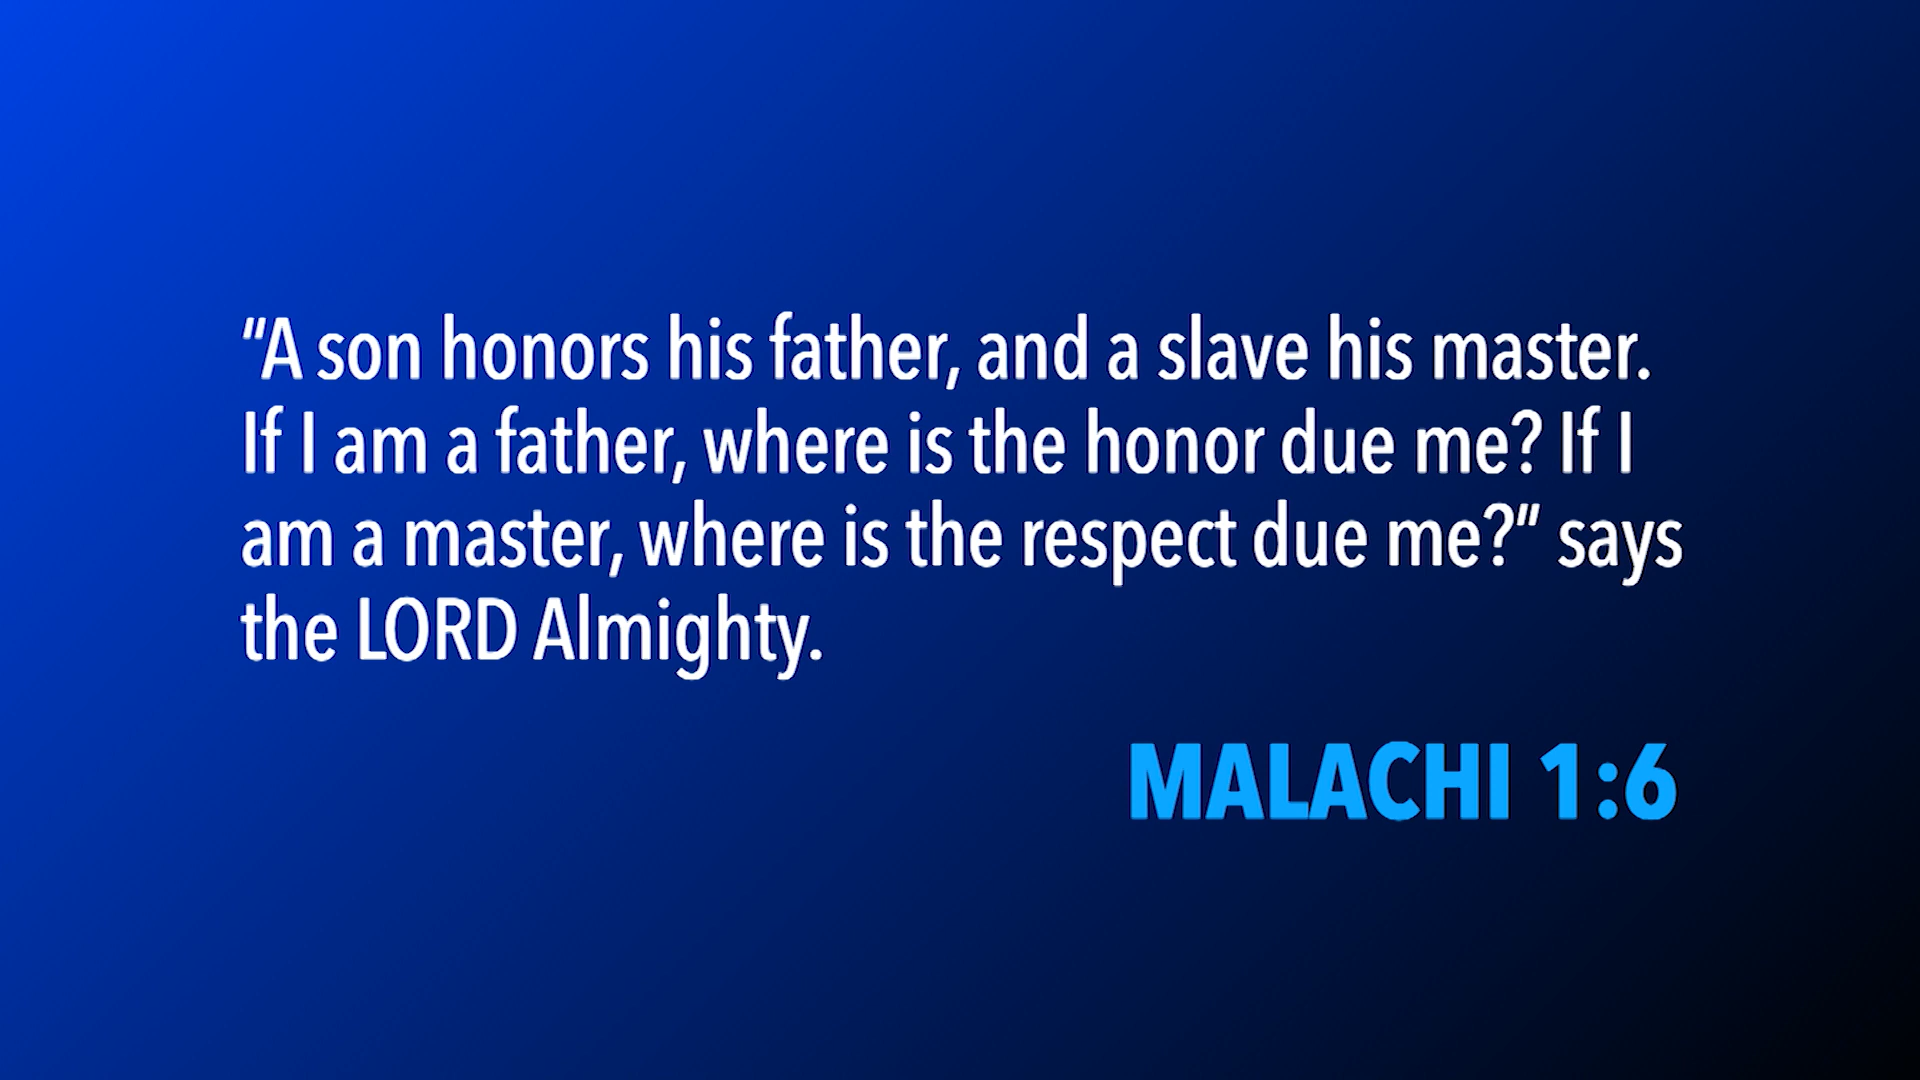 “A son honors his father, and a slave his master.
If I am a father, where is the honor due me? If I
am a master, where is the respect due me?” says
the LORD Almighty.
MALACHI 1:6